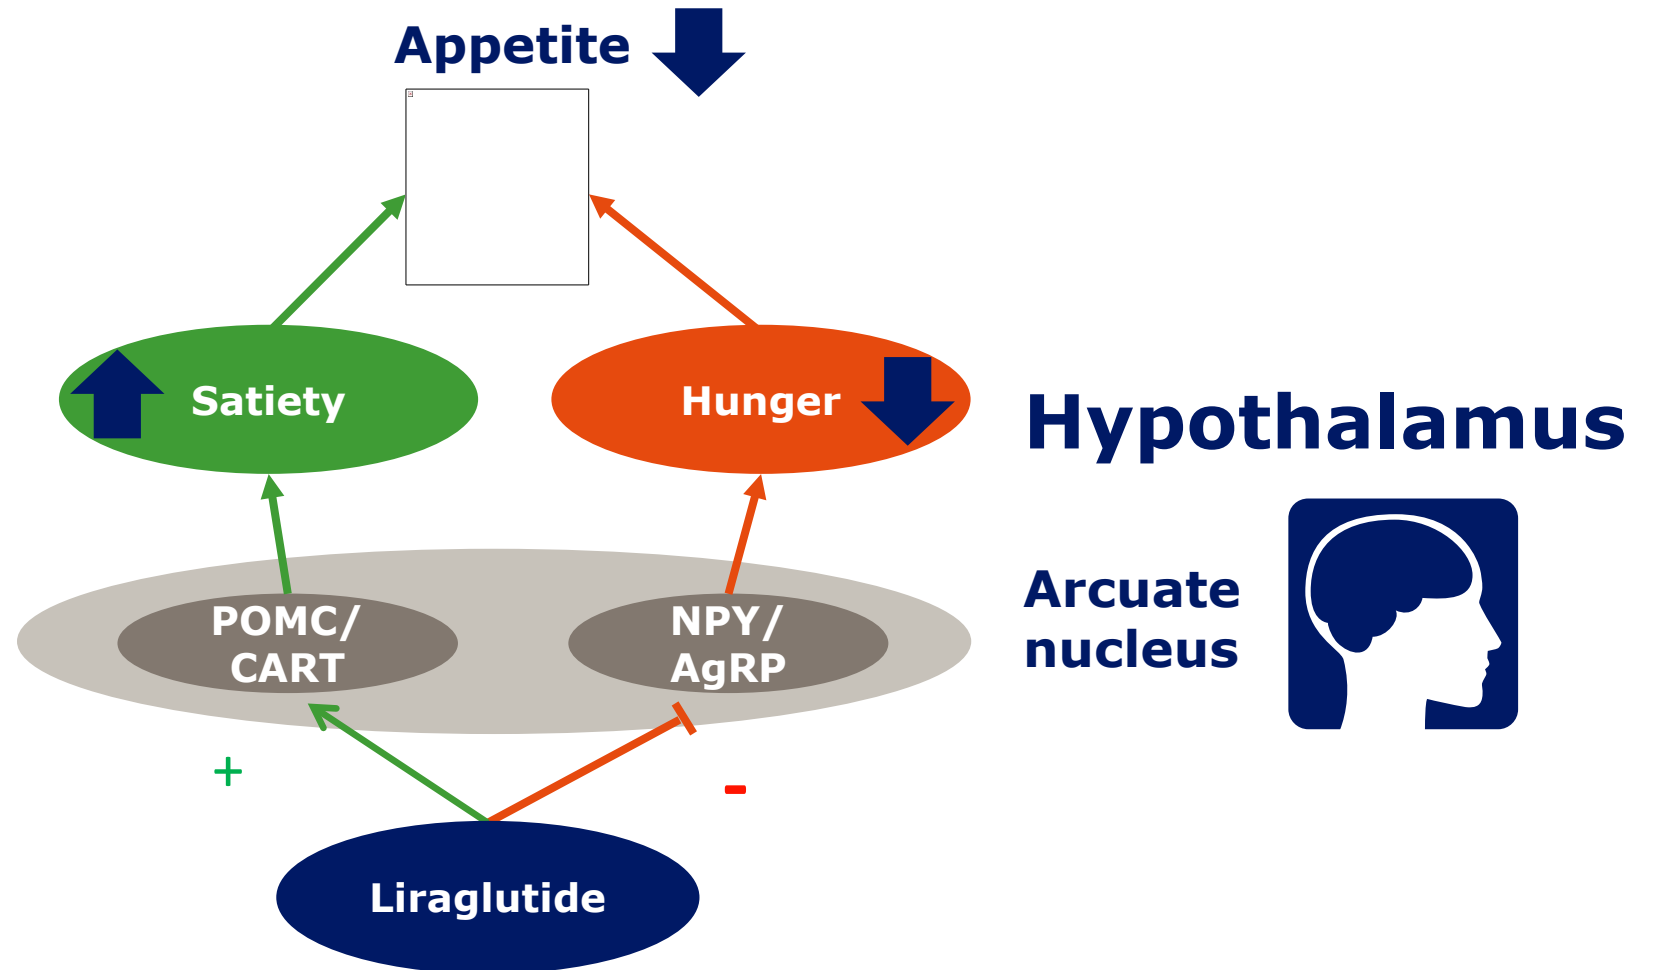 Appetite
Satiety
Hunger
Hypothalamus
POMC/
CART
NPY/
AgRP
Arcuate
nucleus
+
-
Liraglutide